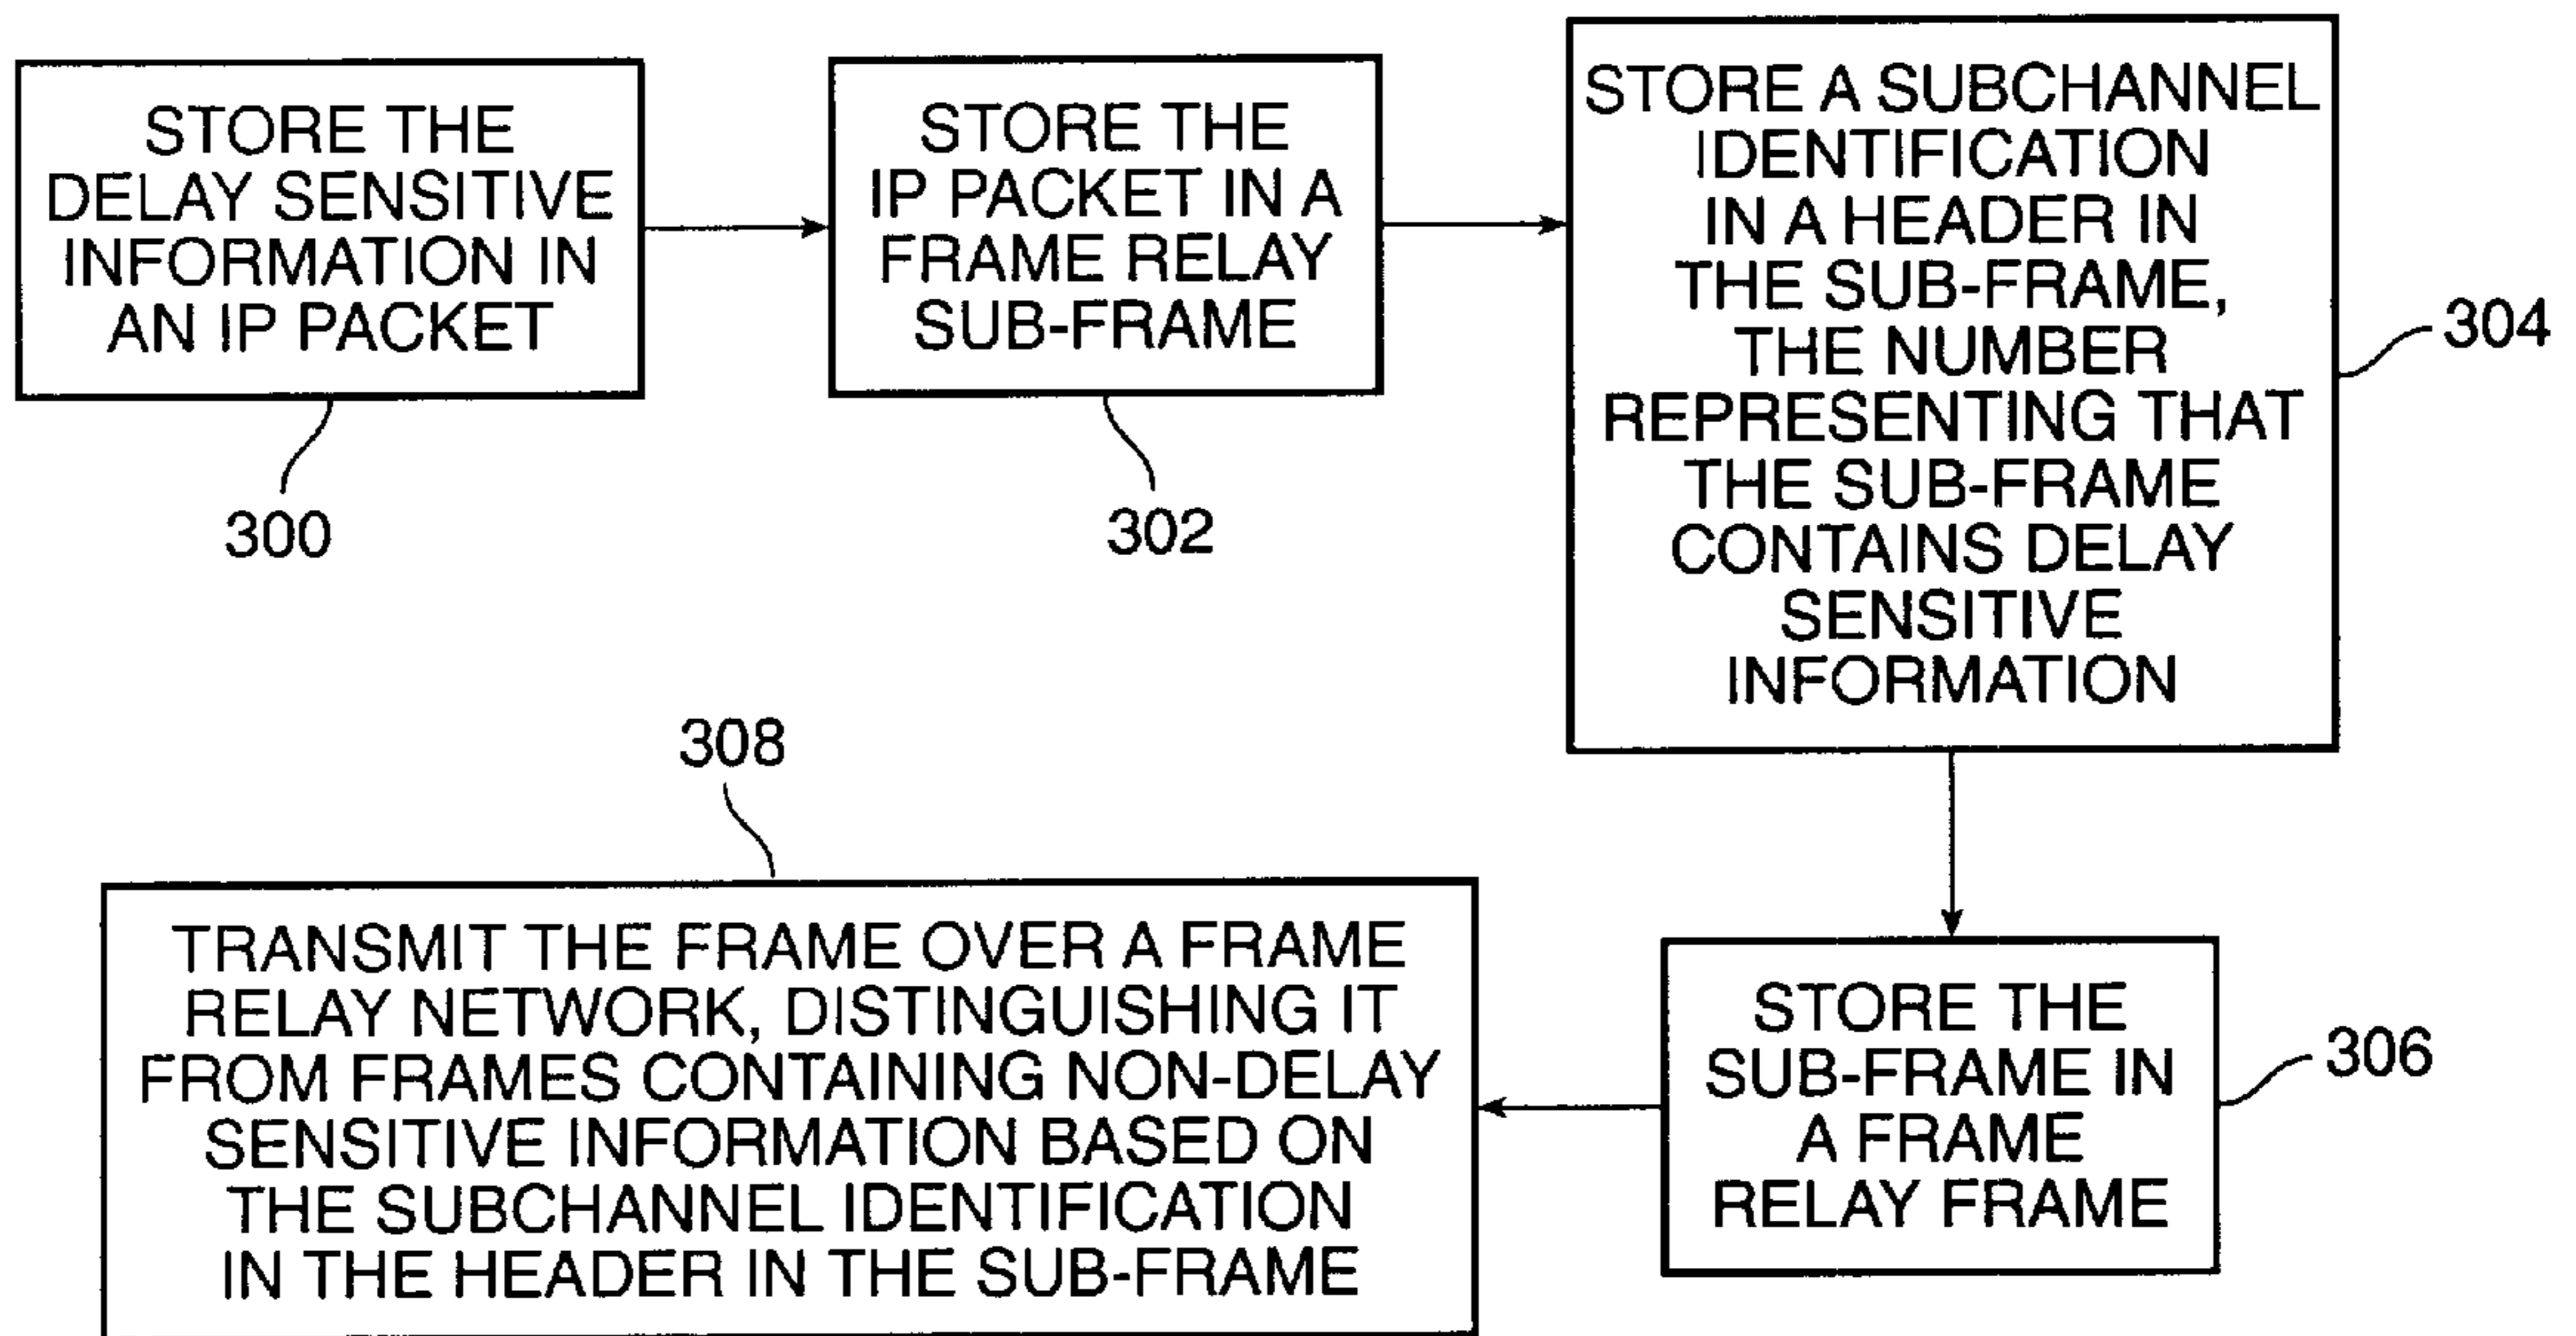 STORE THE
DELAY SENSITIVE
INFORMATION IN
AN IP PACKET
300
STORE THE
IP PACKET IN A
FRAME RELAY
SUB-FRAME
302
STORE A SUBCHANNEL
IDENTIFICATION
IN A HEADER IN
THE SUB-FRAME,
THE NUMBER
REPRESENTING THAT
THE SUB-FRAME
CONTAINS DELAY
SENSITIVE
INFORMATION
304
STORE THE
SUB-FRAME IN
A FRAME
RELAY FRAME
306
308
TRANSMIT THE FRAME OVER A FRAME
RELAY NETWORK, DISTINGUISHING IT
FROM FRAMES CONTAINING NON-DELAY
SENSITIVE INFORMATION BASED ON
THE SUBCHANNEL IDENTIFICATION
IN THE HEADER IN THE SUB-FRAME